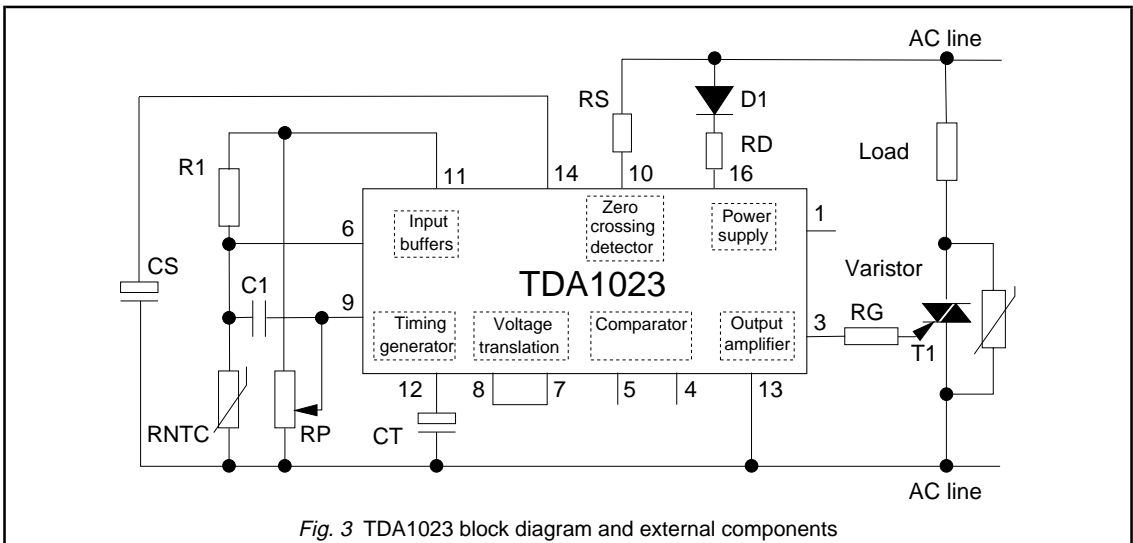 AC line
RS
D1
RD
Load
R1
11
14
10
16
1
6
Input
buffers
Zero
crossing
detector
Power
supply
CS
TDA1023
Varistor
C1
9
Timing
generator
Voltage
translation
Comparator
Output
amplifier
3
RG
T1
12
8
7
5
4
13
RNTC
RP
CT
AC line
Fig. 3 TDA1023 block diagram and external components